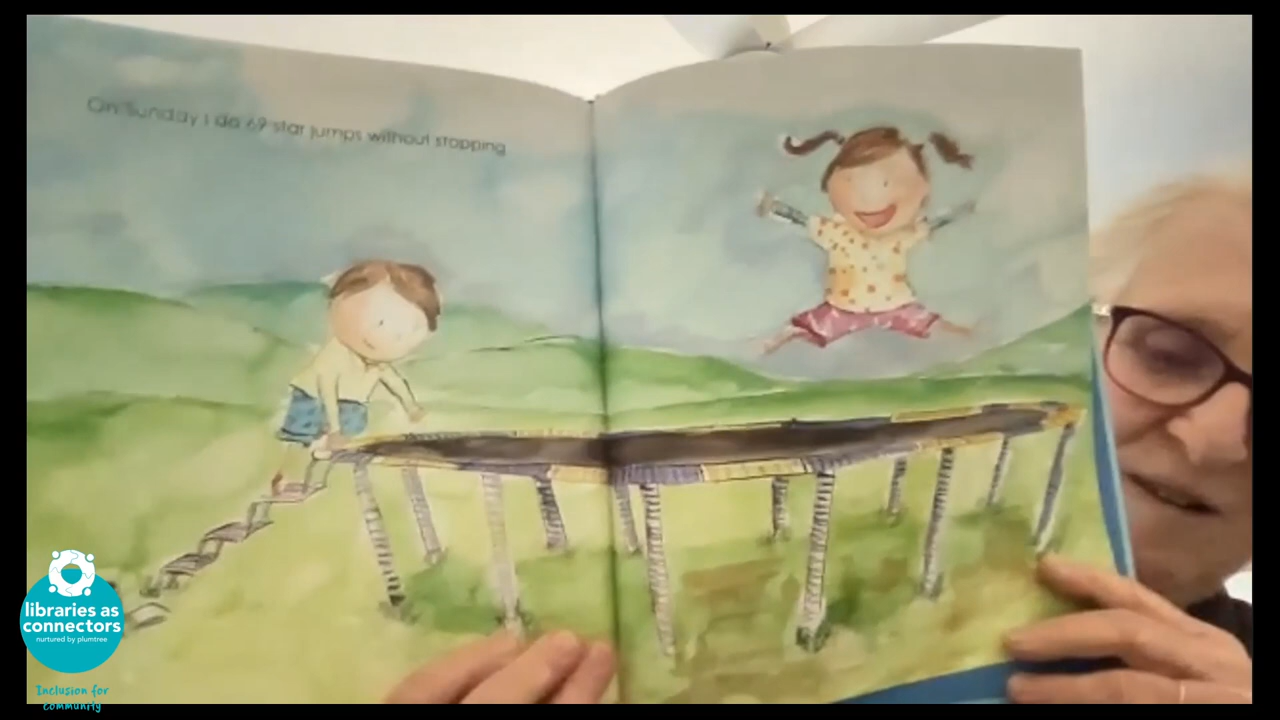 On Sunday I do 69 star jumps without stopping
libraries as
connectors
nurtured by plumtree
Inclusion for
community